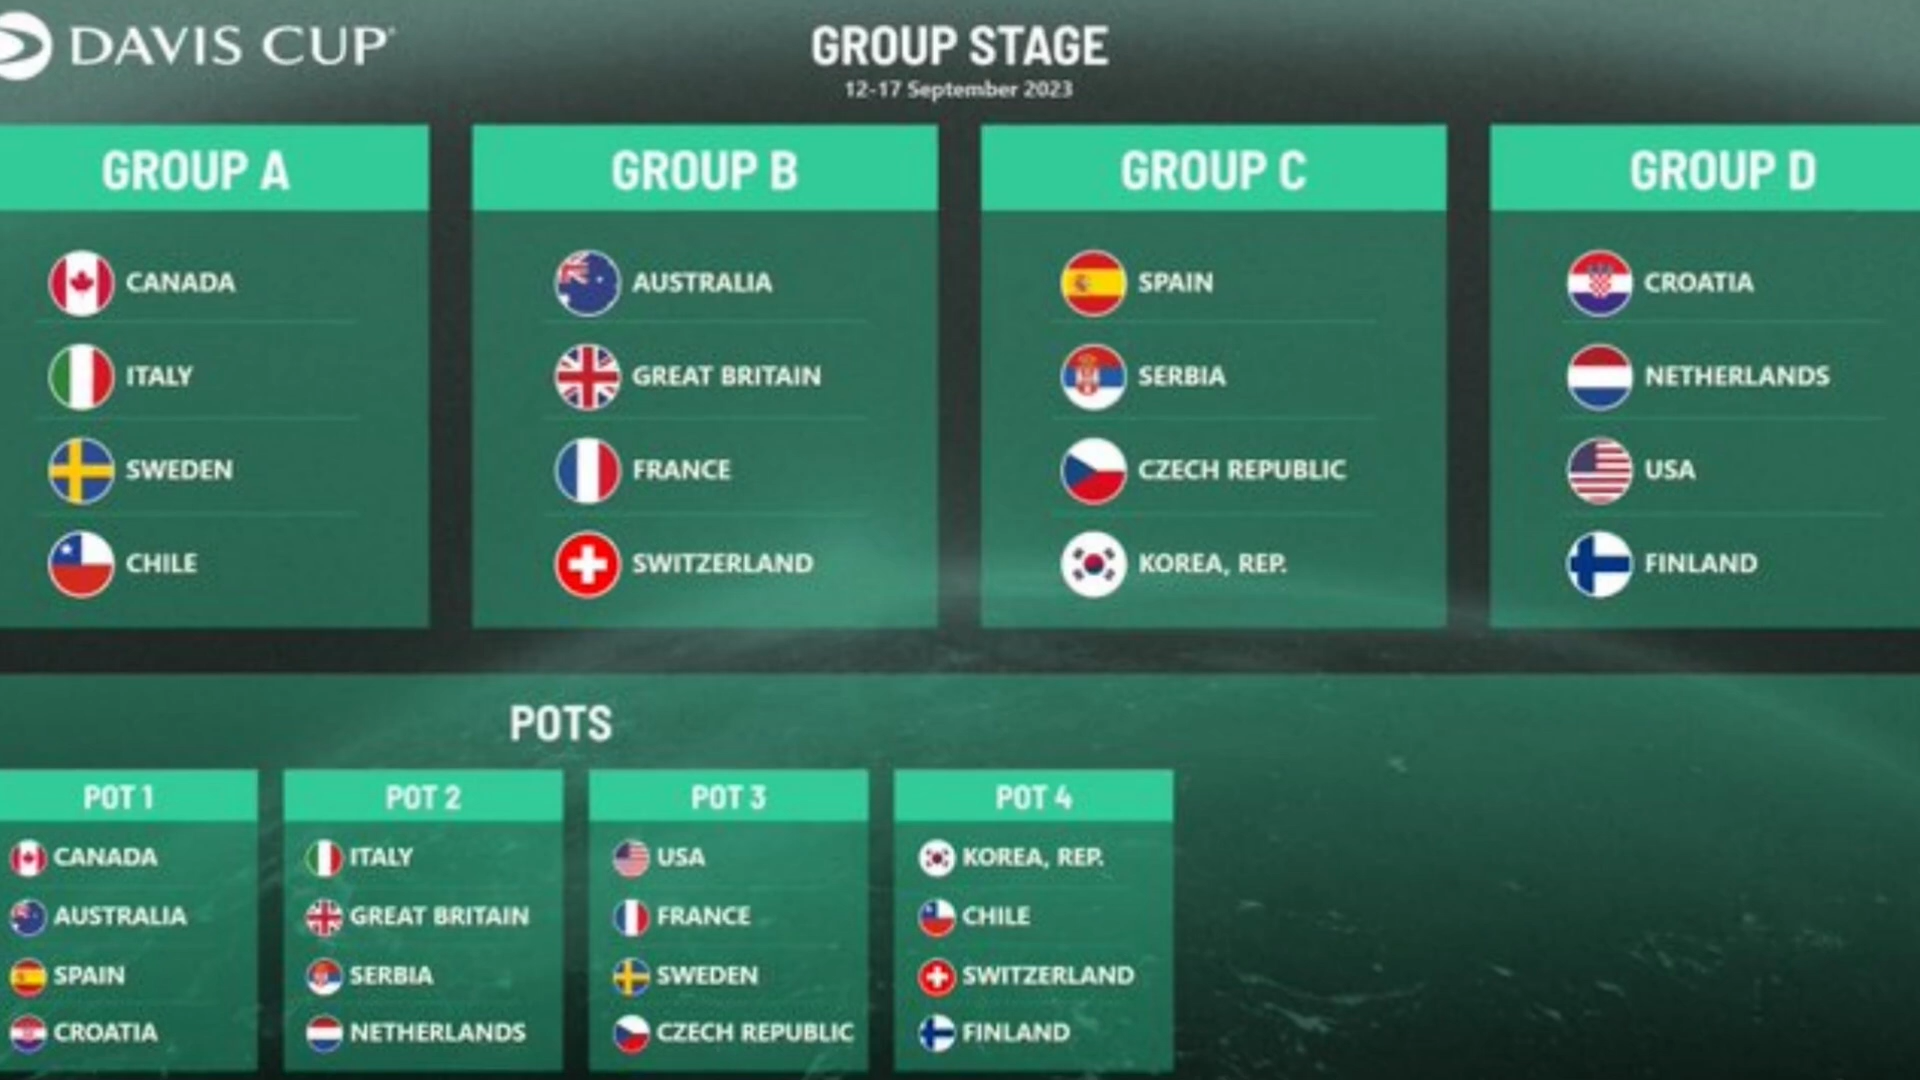 DAVIS CUP
GROUP STAGE
12-17 September 2023
GROUP A
CANADA
ITALY
SWEDEN
CHILE
GROUP B
AUSTRALIA
GREAT BRITAIN
FRANCE
SWITZERLAND
GROUP C
SPAIN
SERBIA
CZECH REPUBLIC
KOREA, REP.
GROUP D
CROATIA
NETHERLANDS
USA
FINLAND
POTS
POT 1
CANADA
AUSTRALIA
SPAIN
CROATIA
POT 2
ITALY
GREAT BRITAIN
SERBIA
NETHERLANDS
POT 3
USA
FRANCE
SWEDEN
CZECH REPUBLIC
POT 4
KOREA, REP.
CHILE
SWITZERLAND
FINLAND